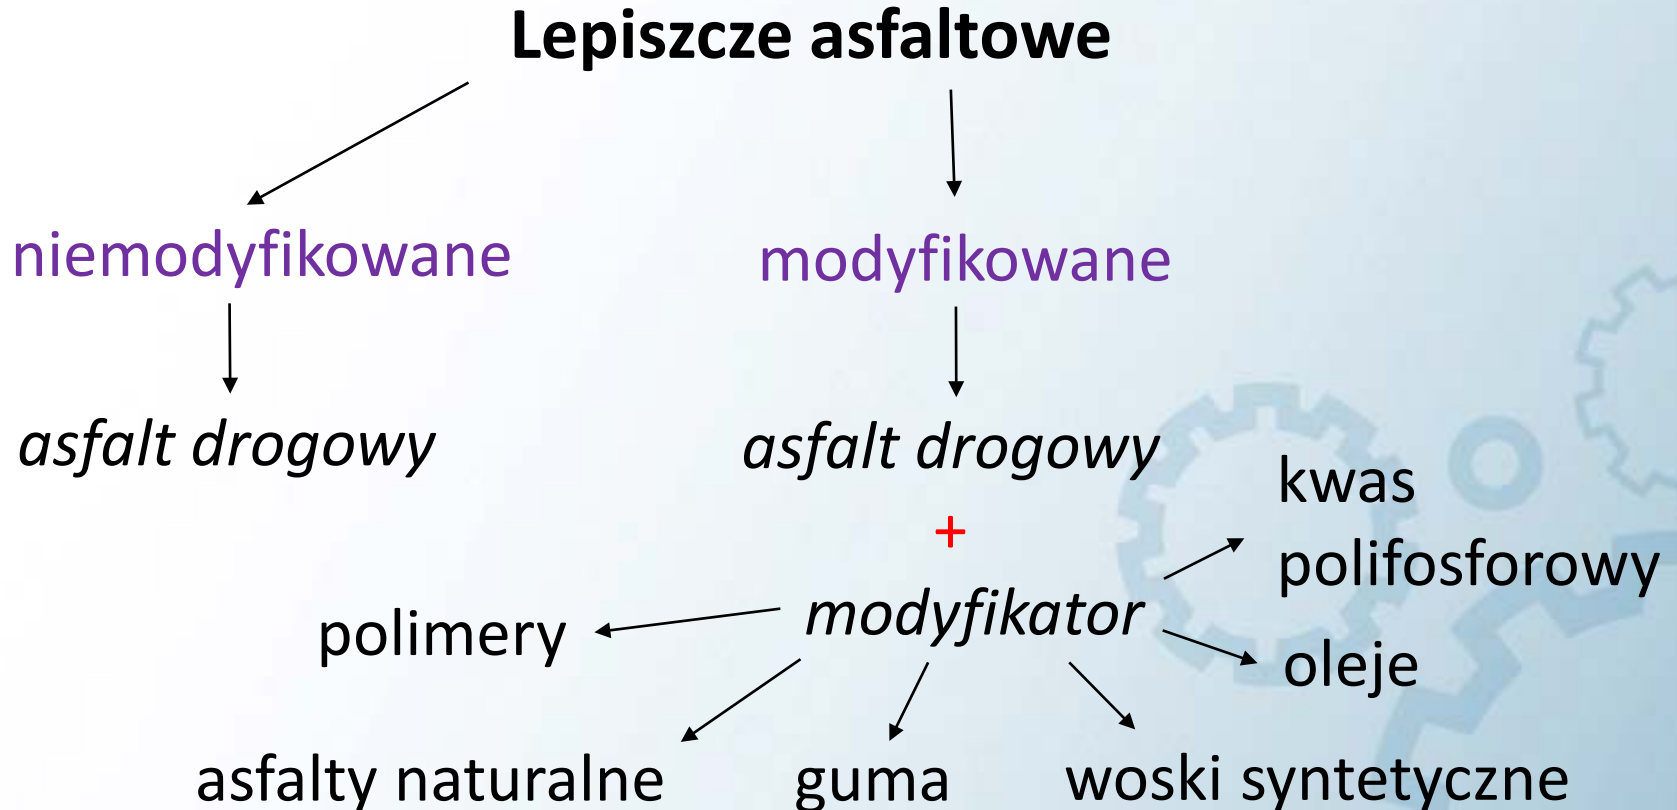 Lepiszcze asfaltowe
niemodyfikowane
modyfikowane
asfalt drogowy
asfalt drogowy
+
modyfikator
kwas
polifosforowy
polimery
oleje
asfalty naturalne
guma
woski syntetyczne